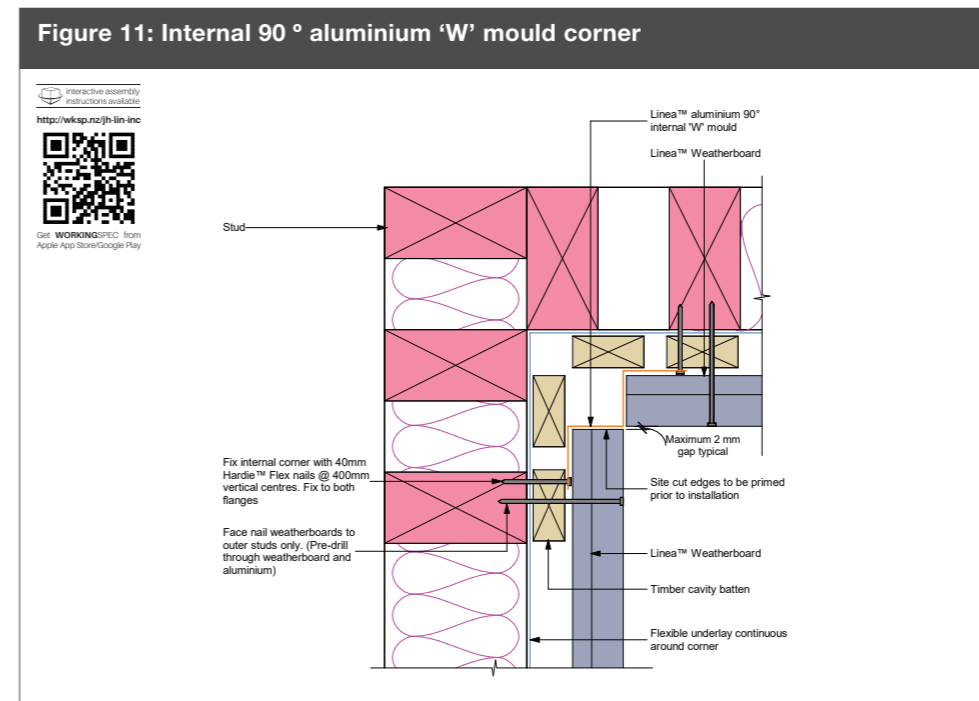 Figure 11: Internal 90 º aluminium ‘W’ mould corner
interactive assembly
instructions available
http://wksp.nz/jh-lin-inc
Get WORKINGSPEC from
Apple App Store/Google Play
Linea™ aluminium 90°
internal 'W' mould
Linea™ Weatherboard
Stud
Maximum 2 mm
gap typical
Fix internal corner with 40mm
Hardie™ Flex nails @ 400mm
vertical centres. Fix to both
flanges
Site cut edges to be primed
prior to installation
Face nail weatherboards to
outer studs only. (Pre-drill
through weatherboard and
aluminium)
Linea™ Weatherboard
Timber cavity batten
Flexible underlay continuous
around corner